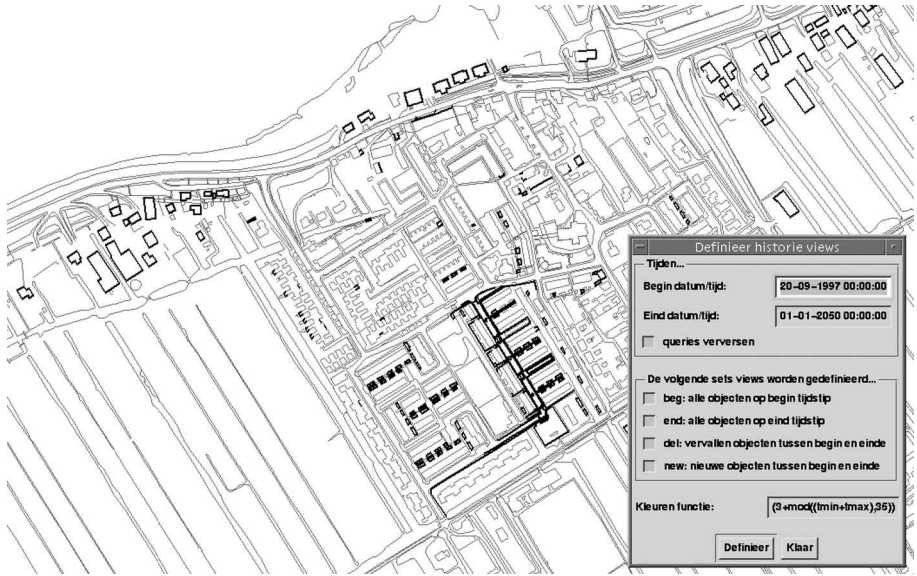 Definieer historie views
Tijden...
Begin datum/tijd: 20-09-1997 00:00:00
Eind datum/tijd: 01-01-2050 00:00:00
queries verversen
De volgende sets views worden gedefinieerd...
beg: alle objecten op begin tijdstip
end: alle objecten op eind tijdstip
del: vervallen objecten tussen begin en einde
new: nieuwe objecten tussen begin en einde
Kleuren functie: (3+mod((tmin+tmax),35))
Definieer Klaar